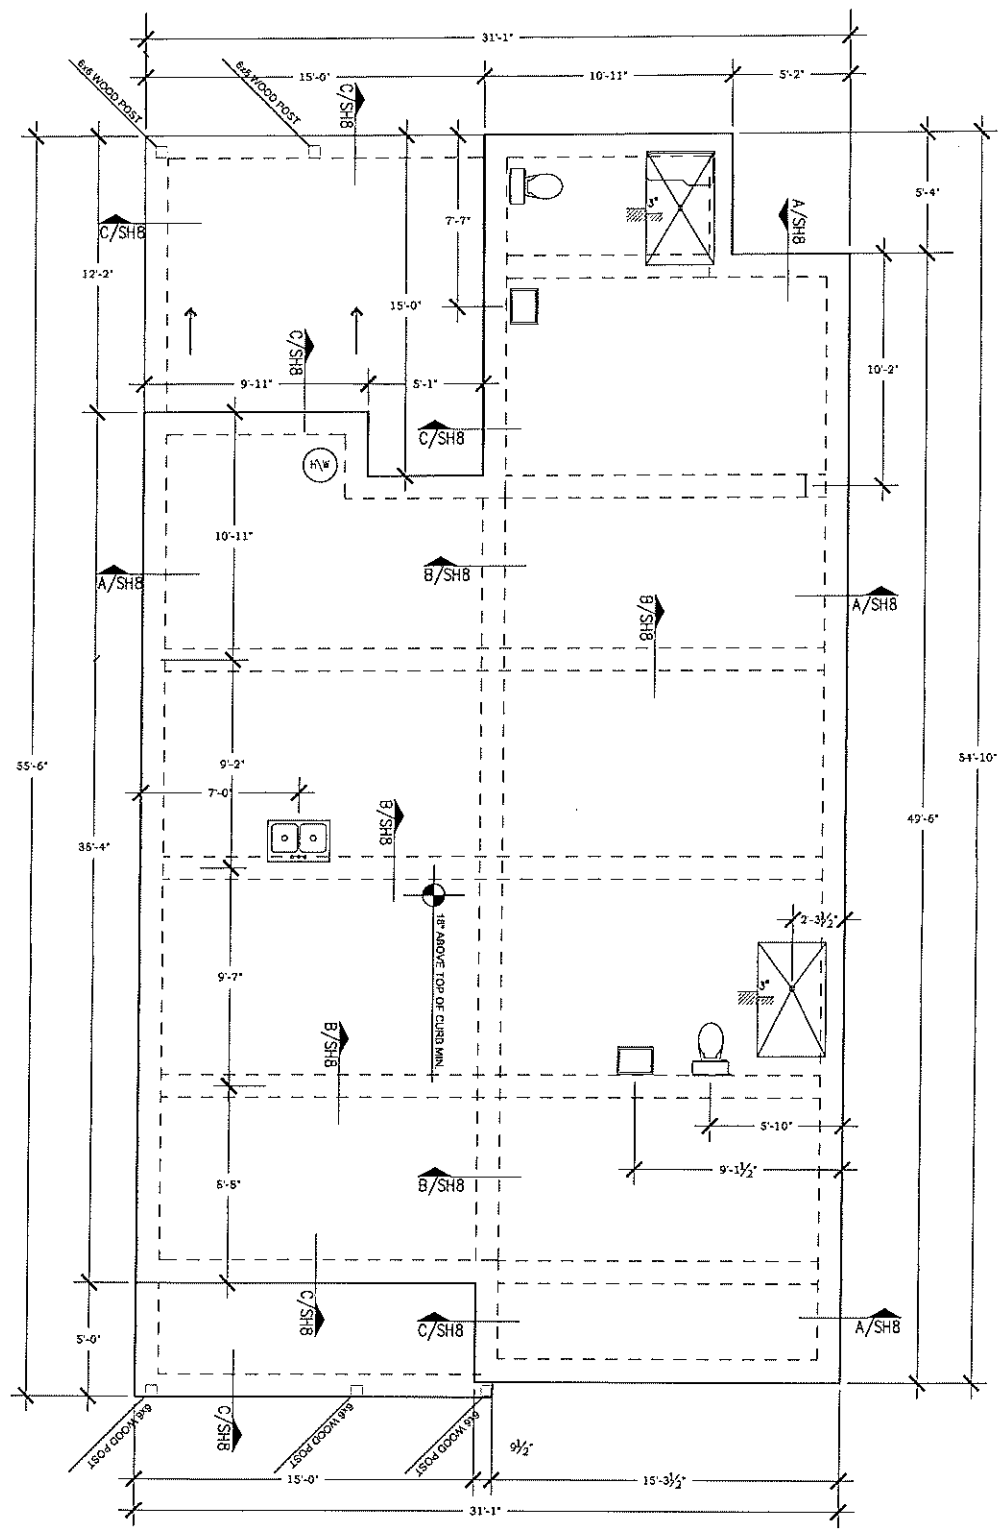 31'-1"
15'-0"
10'-11"
5'-2"
6x6 WOOD POST
6x6 WOOD POST
C/SH8
3"
A/SH8
5'-4"
7'-7"
C/SH8
12'-2"
15'-0"
C/SH8
10'-2"
9'-11"
5'-1"
C/SH8
H/W
10'-11"
A/SH8
B/SH8
B/SH8
A/SH8
55'-6"
9'-2"
7'-0"
54'-10"
B/SH8
49'-6"
38'-4"
18" ABOVE TOP OF CURB MIN.
2'-3½"
9'-7"
3"
B/SH8
5'-10"
9'-1½"
B/SH8
8'-8"
C/SH8
C/SH8
A/SH8
5'-0"
6x6 WOOD POST
C/SH8
6x6 WOOD POST
6x6 WOOD POST
9½"
15'-0"
15'-3½"
31'-1"